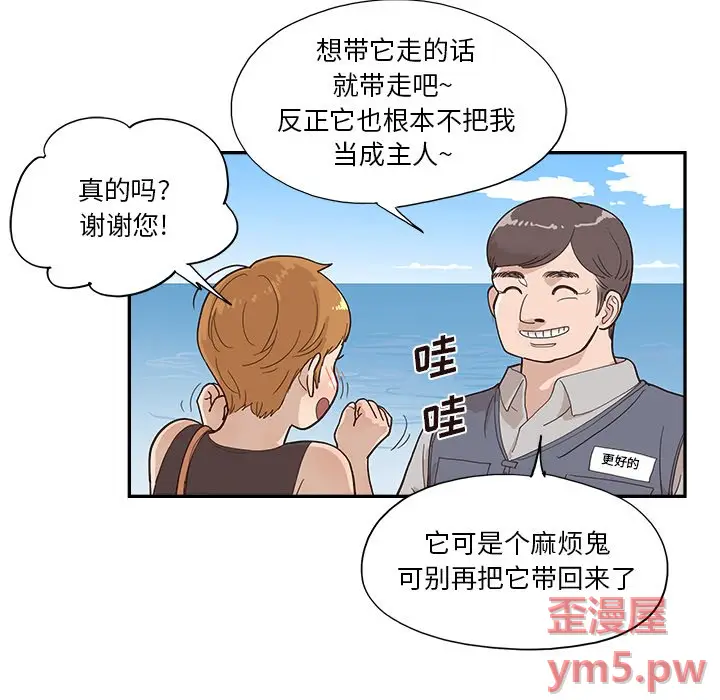 想带它走的话
就带走吧~
反正它也根本不把我
当成主人~
真的吗?
谢谢您!
哇
哇
更好的
它可是个麻烦鬼
可别再把它带回来了
歪漫屋
ym5.pw